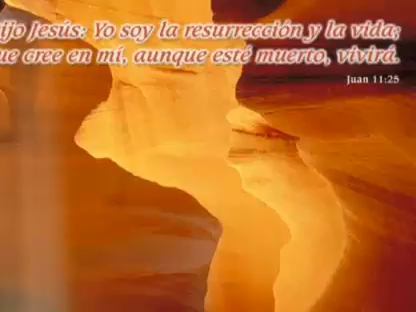 ijo Jesús: Yo soy la resurrección y la vida;
ue cree en mí, aunque esté muerto, vivirá.
Juan 11:25